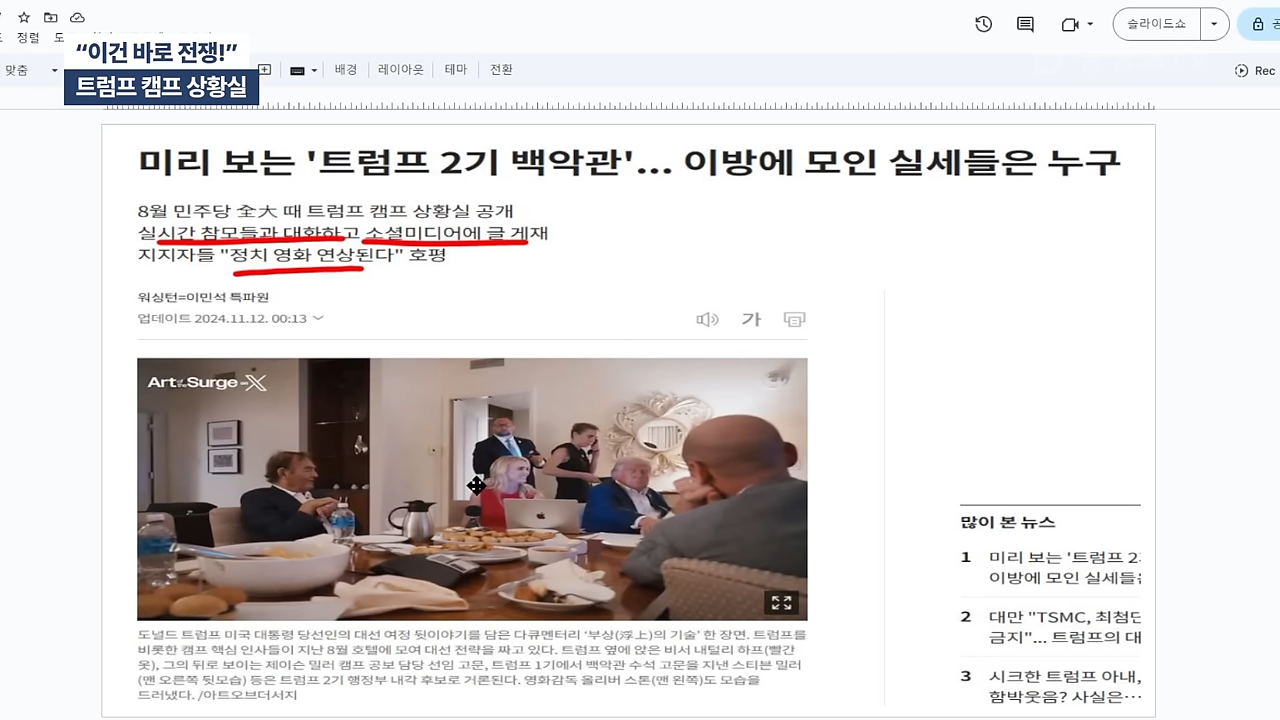 정렬
“이건 바로 전쟁!”
트럼프 캠프 상황실
슬라이드쇼
맞춤
배경
레이아웃
테마
전환
Rec
미리 보는 '트럼프 2기 백악관'... 이방에 모인 실세들은 누구
8월 민주당 全大 때 트럼프 캠프 상황실 공개
실시간 참모들과 대화하고 소셜미디어에 글 게재
지지자들 "정치 영화 연상된다" 호평
워싱턴=이민석 특파원
업데이트 2024.11.12. 00:13
가
Art of the Surge on X
도널드 트럼프 미국 대통령 당선인의 대선 여정 뒷이야기를 담은 다큐멘터리 ‘부상(浮上)의 기술’ 한 장면. 트럼프를
비롯한 캠프 핵심 인사들이 지난 8월 호텔에 모여 대선 전략을 짜고 있다. 트럼프 옆에 앉은 비서 내털리 하프(빨간
옷), 그의 뒤로 보이는 제이슨 밀러 캠프 공보 담당 선임 고문, 트럼프 1기에서 백악관 수석 고문을 지낸 스티븐 밀러
(맨 오른쪽 뒷모습) 등은 트럼프 2기 행정부 내각 후보로 거론된다. 영화감독 올리버 스톤(맨 왼쪽)도 모습을
드러냈다. /아트오브더서지
많이 본 뉴스
1 미리 보는 '트럼프 2
이방에 모인 실세들
2 대만 "TSMC, 최첨단
금지"... 트럼프의 대
3 시크한 트럼프 아내,
함박웃음? 사실은…